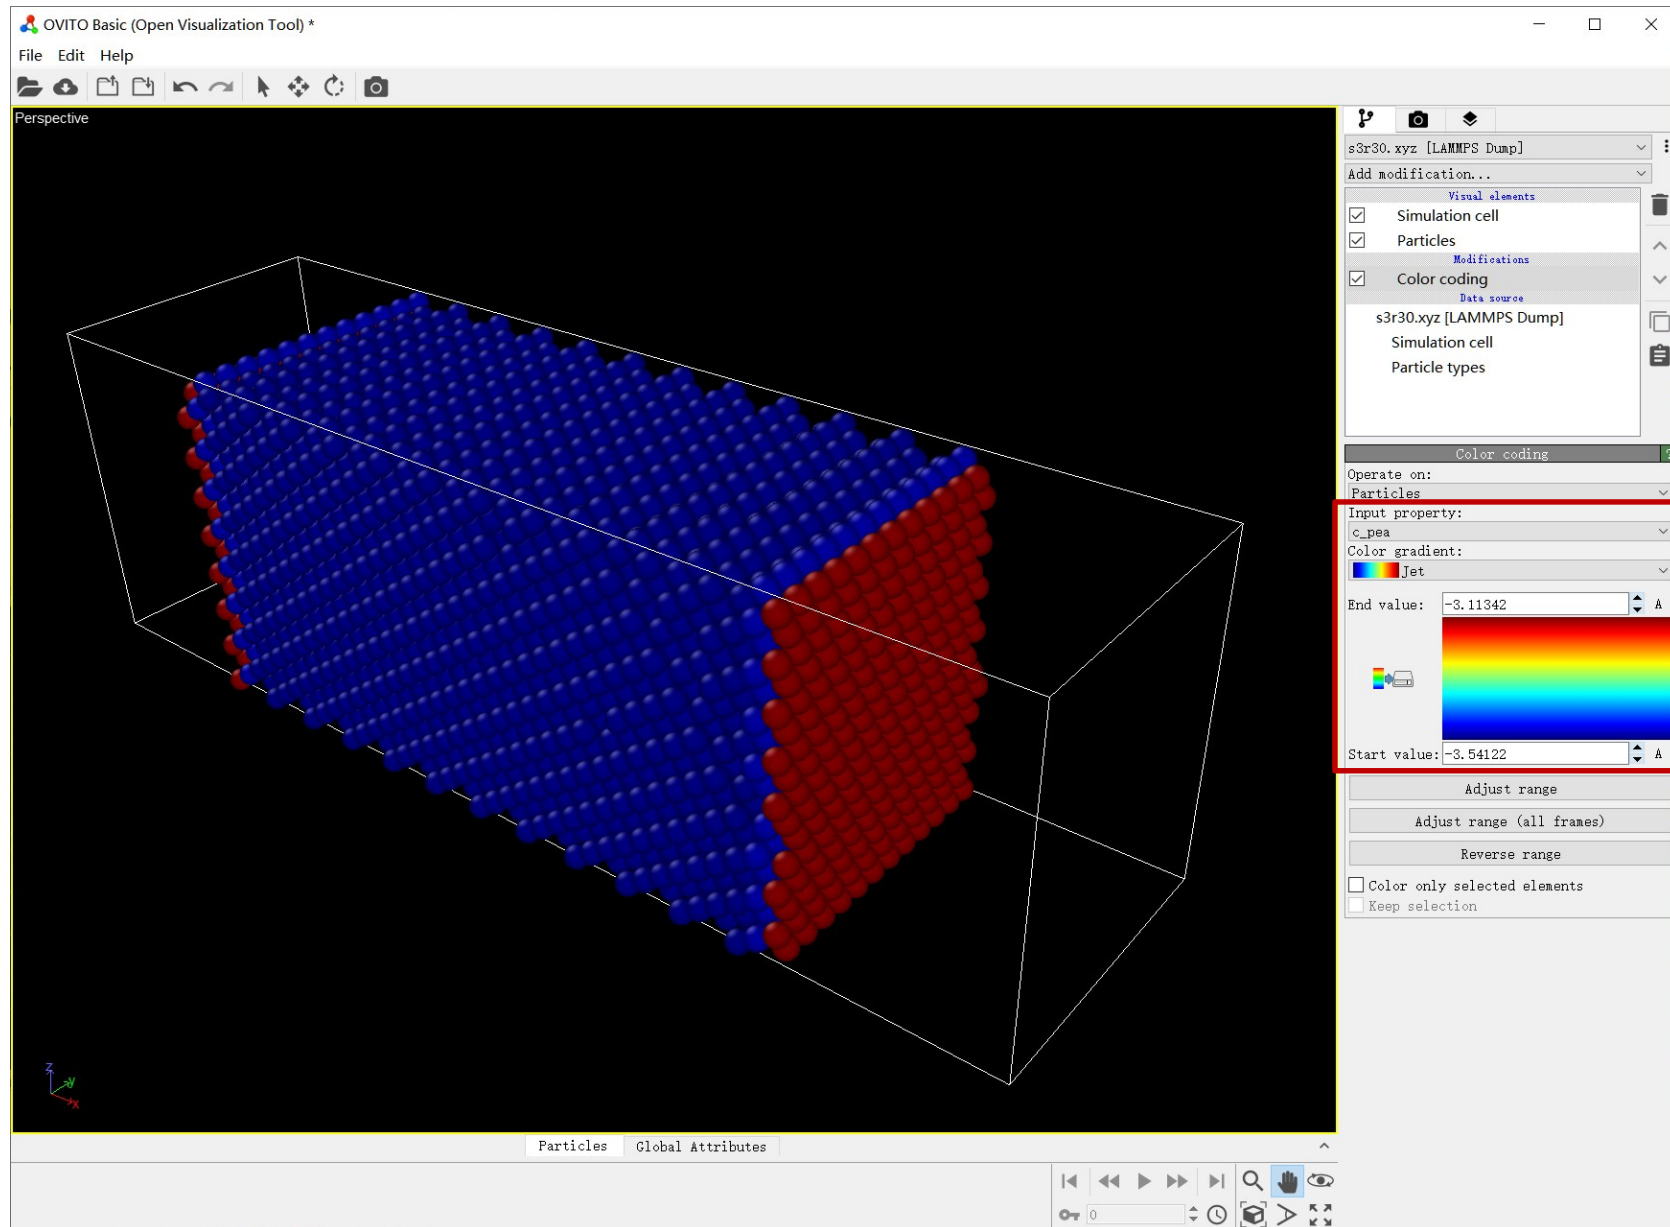 OVITO Basic (Open Visualization Tool) *
File Edit Help
Perspective
s3r30.xyz [LAMMPS Dump]
Add modification...
Visual elements
Simulation cell
Particles
Modifications
Color coding
Data source
s3r30.xyz [LAMMPS Dump]
Simulation cell
Particle types
Color coding
?
Operate on:
Particles
Input property:
c_pea
Color gradient:
Jet
End value: -3.11342 A
Start value: -3.54122 A
Adjust range
Adjust range (all frames)
Reverse range
Color only selected elements
Keep selection
z
y
x
Particles Global Attributes
0